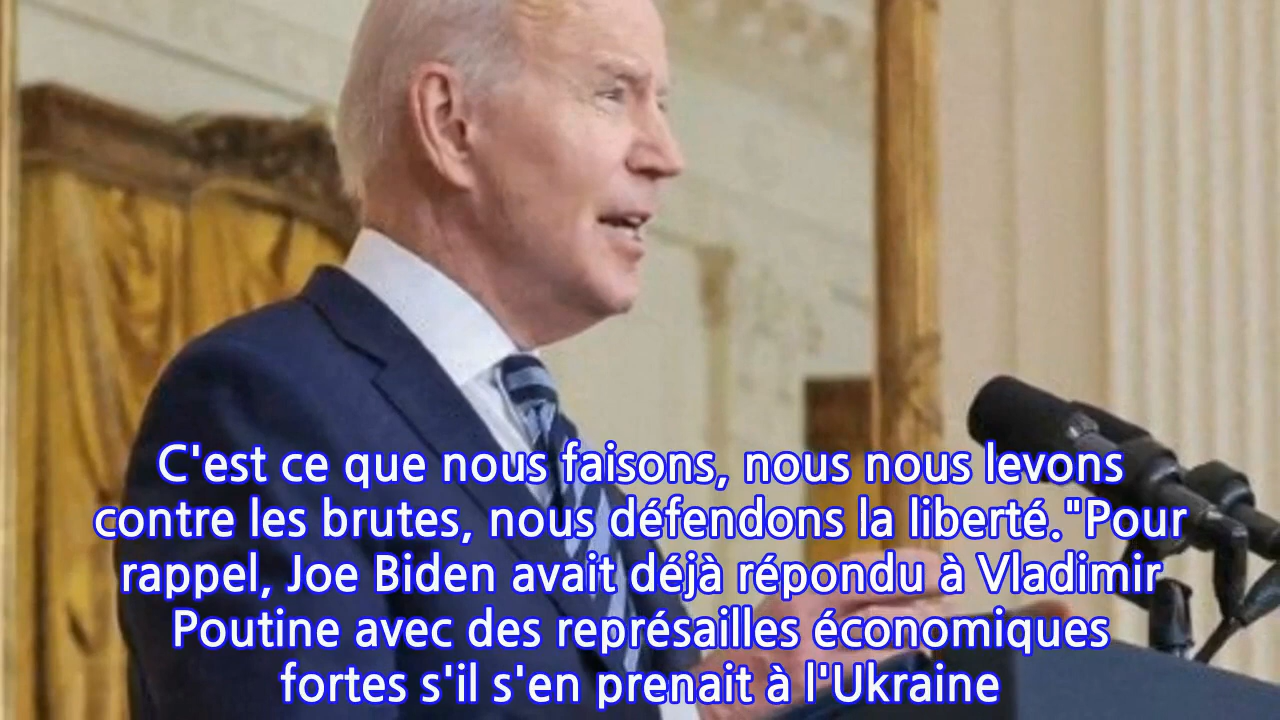 C'est ce que nous faisons, nous nous levons
contre les brutes, nous défendons la liberté."Pour
rappel, Joe Biden avait déjà répondu à Vladimir
Poutine avec des représailles économiques
fortes s'il s'en prenait à l'Ukraine